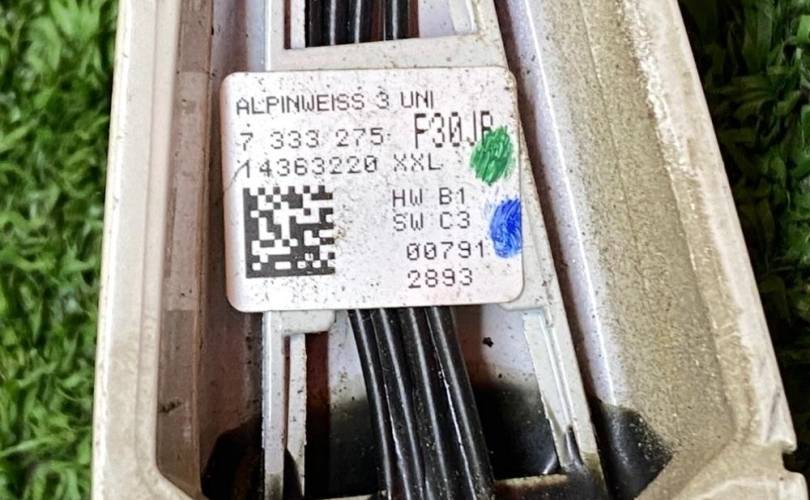 ALPINWEISS 3 UNI
7 333 275 F30JB
14363220 XXL
HW B1
SW C3
00791
2893